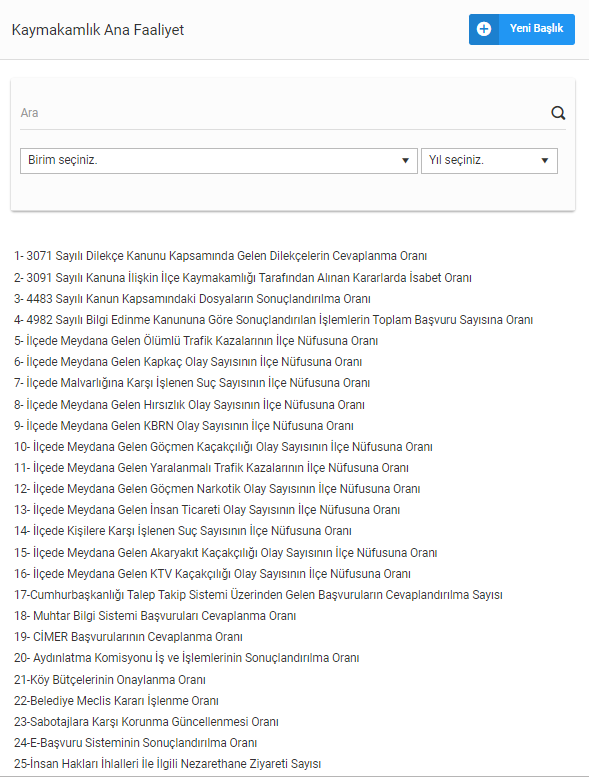 Kaymakamlık Ana Faaliyet
Yeni Başlık
Ara
Birim seçiniz.
Yıl seçiniz.
1- 3071 Sayılı Dilekçe Kanunu Kapsamında Gelen Dilekçelerin Cevaplanma Oranı
2- 3091 Sayılı Kanuna İlişkin İlçe Kaymakamlığı Tarafından Alınan Kararlarda İsabet Oranı
3- 4483 Sayılı Kanun Kapsamındaki Dosyaların Sonuçlandırılma Oranı
4- 4982 Sayılı Bilgi Edinme Kanununa Göre Sonuçlandırılan İşlemlerin Toplam Başvuru Sayısına Oranı
5- İlçede Meydana Gelen Ölümlü Trafik Kazalarının İlçe Nüfusuna Oranı
6- İlçede Meydana Gelen Kapkaç Olay Sayısının İlçe Nüfusuna Oranı
7- İlçede Malvarlığına Karşı İşlenen Suç Sayısının İlçe Nüfusuna Oranı
8- İlçede Meydana Gelen Hırsızlık Olay Sayısının İlçe Nüfusuna Oranı
9- İlçede Meydana Gelen KBRN Olay Sayısının İlçe Nüfusuna Oranı
10- İlçede Meydana Gelen Göçmen Kaçakçılığı Olay Sayısının İlçe Nüfusuna Oranı
11- İlçede Meydana Gelen Yaralanmalı Trafik Kazalarının İlçe Nüfusuna Oranı
12- İlçede Meydana Gelen Göçmen Narkotik Olay Sayısının İlçe Nüfusuna Oranı
13- İlçede Meydana Gelen İnsan Ticareti Olay Sayısının İlçe Nüfusuna Oranı
14- İlçede Kişilere Karşı İşlenen Suç Sayısının İlçe Nüfusuna Oranı
15- İlçede Meydana Gelen Akaryakıt Kaçakçılığı Olay Sayısının İlçe Nüfusuna Oranı
16- İlçede Meydana Gelen KTV Kaçakçılığı Olay Sayısının İlçe Nüfusuna Oranı
17-Cumhurbaşkanlığı Talep Takip Sistemi Üzerinden Gelen Başvuruların Cevaplandırılma Sayısı
18- Muhtar Bilgi Sistemi Başvuruları Cevaplanma Oranı
19- CİMER Başvurularının Cevaplanma Oranı
20- Aydınlatma Komisyonu İş ve İşlemlerinin Sonuçlandırılma Oranı
21-Köy Bütçelerinin Onaylanma Oranı
22-Belediye Meclis Kararı İşlenme Oranı
23-Sabotajlara Karşı Korunma Güncellenmesi Oranı
24-E-Başvuru Sisteminin Sonuçlandırılma Oranı
25-İnsan Hakları İhlalleri İle İlgili Nezarethane Ziyareti Sayısı